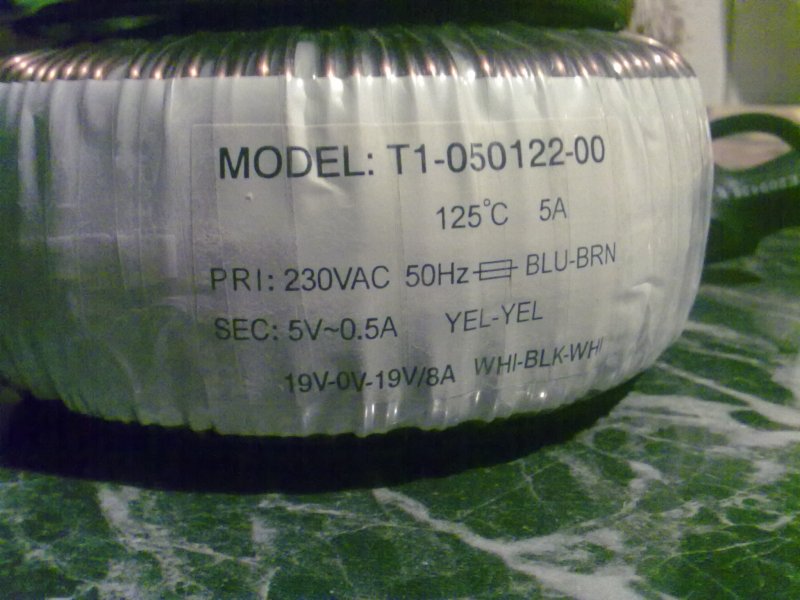 MODEL: T1-050122-00
125°C 5A
PRI: 230VAC 50Hz BLU-BRN
SEC: 5V~0.5A YEL-YEL
19V-0V-19V/8A WHI-BLK-WHI